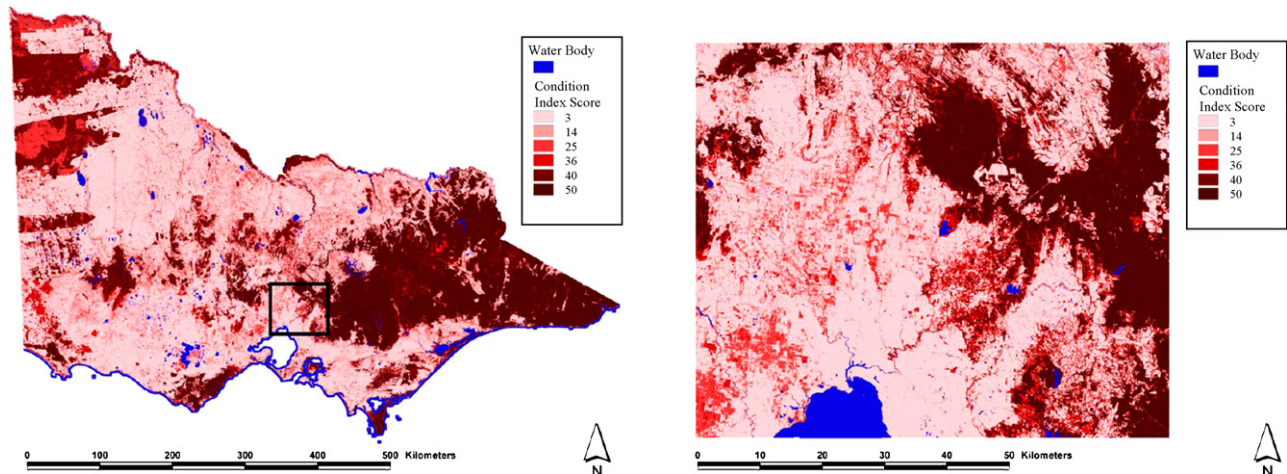 Water Body
Condition
Index Score
3
14
25
36
40
50
0 100 200 300 400 500 Kilometers
N
Water Body
Condition
Index Score
3
14
25
36
40
50
0 10 20 30 40 50 Kilometers
N